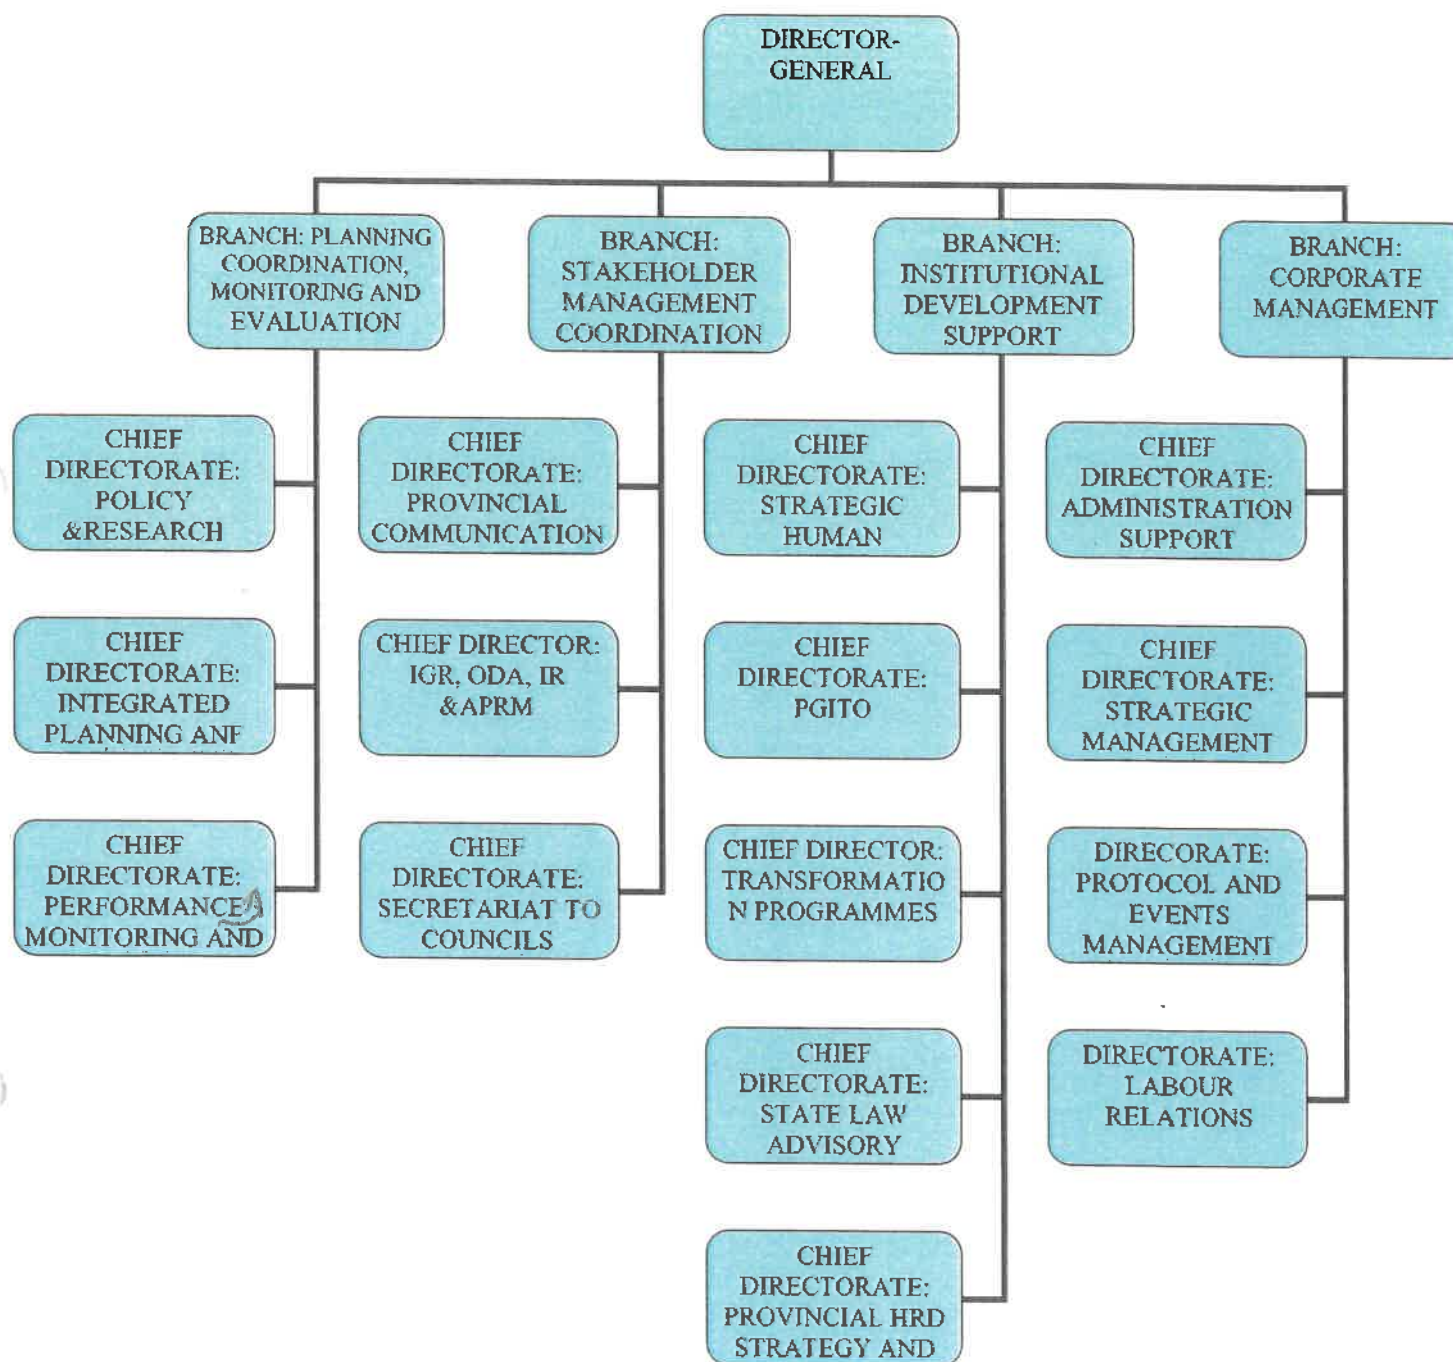 DIRECTOR-
GENERAL
BRANCH: PLANNING
COORDINATION,
MONITORING AND
EVALUATION
BRANCH:
STAKEHOLDER
MANAGEMENT
COORDINATION
BRANCH:
INSTITUTIONAL
DEVELOPMENT
SUPPORT
BRANCH:
CORPORATE
MANAGEMENT
CHIEF
DIRECTORATE:
POLICY
&RESEARCH
CHIEF
DIRECTORATE:
PROVINCIAL
COMMUNICATION
CHIEF
DIRECTORATE:
STRATEGIC
HUMAN
CHIEF
DIRECTORATE:
ADMINISTRATION
SUPPORT
CHIEF
DIRECTORATE:
INTEGRATED
PLANNING ANF
CHIEF DIRECTOR:
IGR, ODA, IR
&APRM
CHIEF
DIRECTORATE:
PGITO
CHIEF
DIRECTORATE:
STRATEGIC
MANAGEMENT
CHIEF
DIRECTORATE:
PERFORMANCE
MONITORING AND
CHIEF
DIRECTORATE:
SECRETARIAT TO
COUNCILS
CHIEF DIRECTOR:
TRANSFORMATIO
N PROGRAMMES
DIRECORATE:
PROTOCOL AND
EVENTS
MANAGEMENT
CHIEF
DIRECTORATE:
STATE LAW
ADVISORY
DIRECTORATE:
LABOUR
RELATIONS
CHIEF
DIRECTORATE:
PROVINCIAL HRD
STRATEGY AND